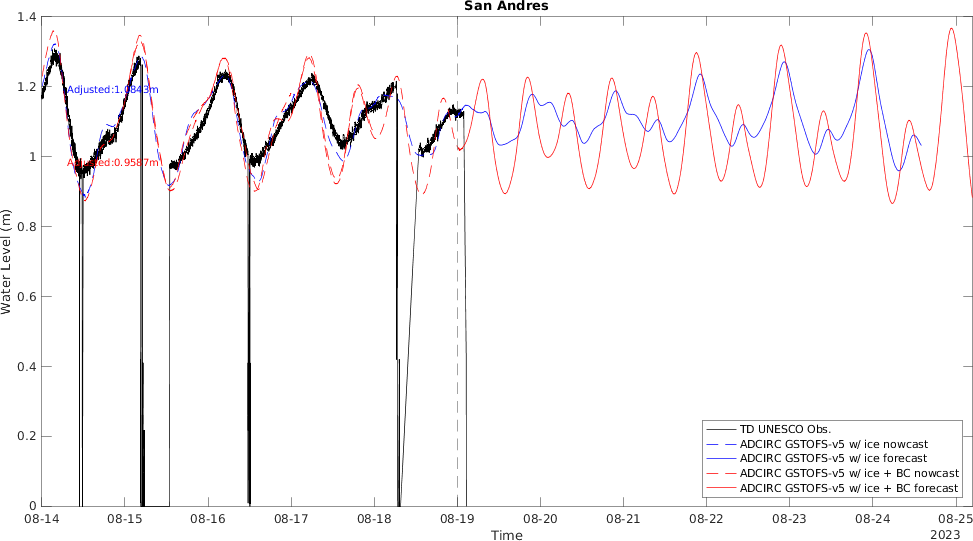 San Andres
1.4
1.2
1
0.8
0.6
0.4
0.2
0
Water Level (m)
Adjusted:1.0843m
Adjusted:0.9587m
TD UNESCO Obs.
ADCIRC GSTOFS-v5 w/ ice nowcast
ADCIRC GSTOFS-v5 w/ ice forecast
ADCIRC GSTOFS-v5 w/ ice + BC nowcast
ADCIRC GSTOFS-v5 w/ ice + BC forecast
08-14 08-15 08-16 08-17 08-18 08-19 08-20 08-21 08-22 08-23 08-24 08-25
Time 2023